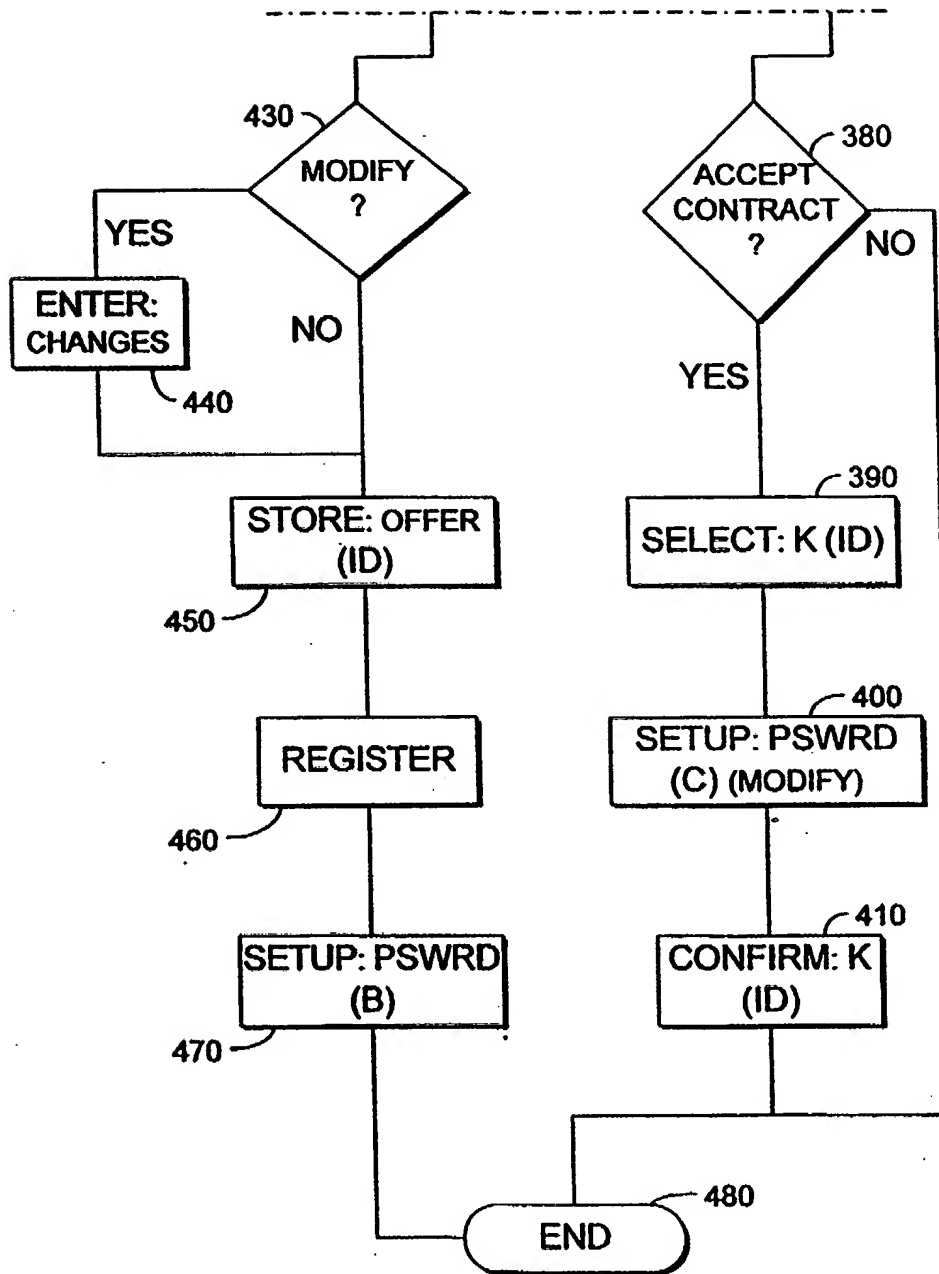 430
MODIFY
?
YES
ENTER:
CHANGES
440
NO
STORE: OFFER
(ID)
450
REGISTER
460
SETUP: PSWRD
(B)
470
380
ACCEPT
CONTRACT
?
NO
YES
390
SELECT: K (ID)
400
SETUP: PSWRD
(C) (MODIFY)
410
CONFIRM: K
(ID)
480
END